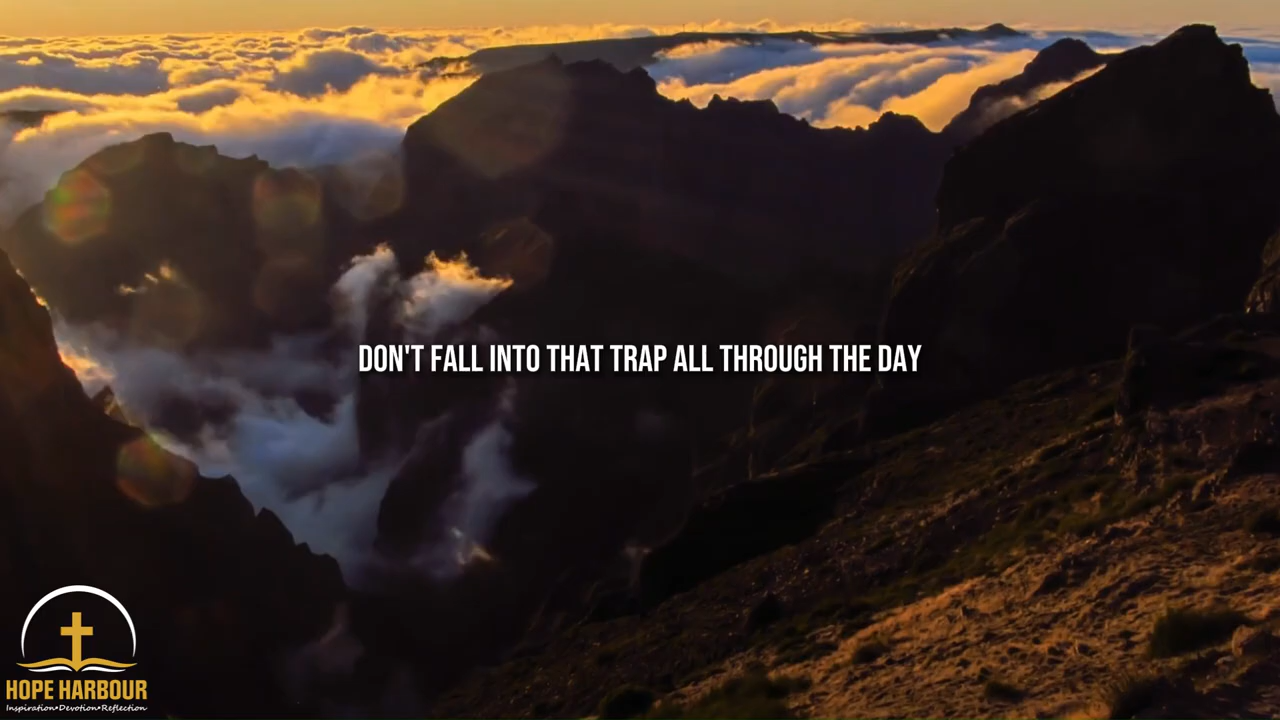 DON'T FALL INTO THAT TRAP ALL THROUGH THE DAY
HOPE HARBOUR
Inspiration•Devotion•Reflection